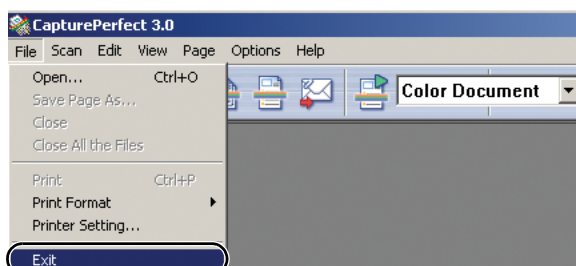 CapturePerfect 3.0
File Scan Edit View Page Options Help
Open... Ctrl+O
Save Page As...
Color Document
Close
Close All the Files
Print Ctrl+P
Print Format
Printer Setting...
Exit